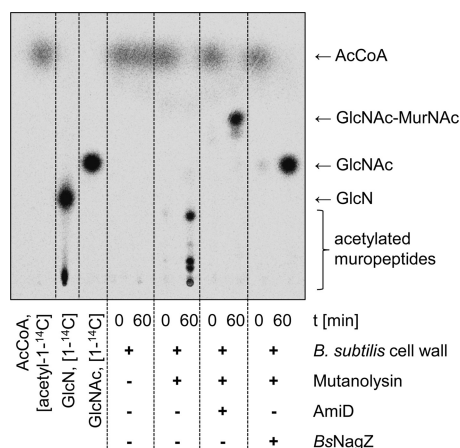 ← AcCoA
← GlcNAc-MurNAc
← GlcNAc
← GlcN
acetylated
muropeptides
AcCoA,
[acetyl-1-¹⁴C]
GlcN, [1-¹⁴C]
GlcNAc, [1-¹⁴C]
0 60 0 60 0 60 0 60 t [min]
+ + + + B. subtilis cell wall
- + + + Mutanolysin
- - + - AmiD
- - - + BsNagZ